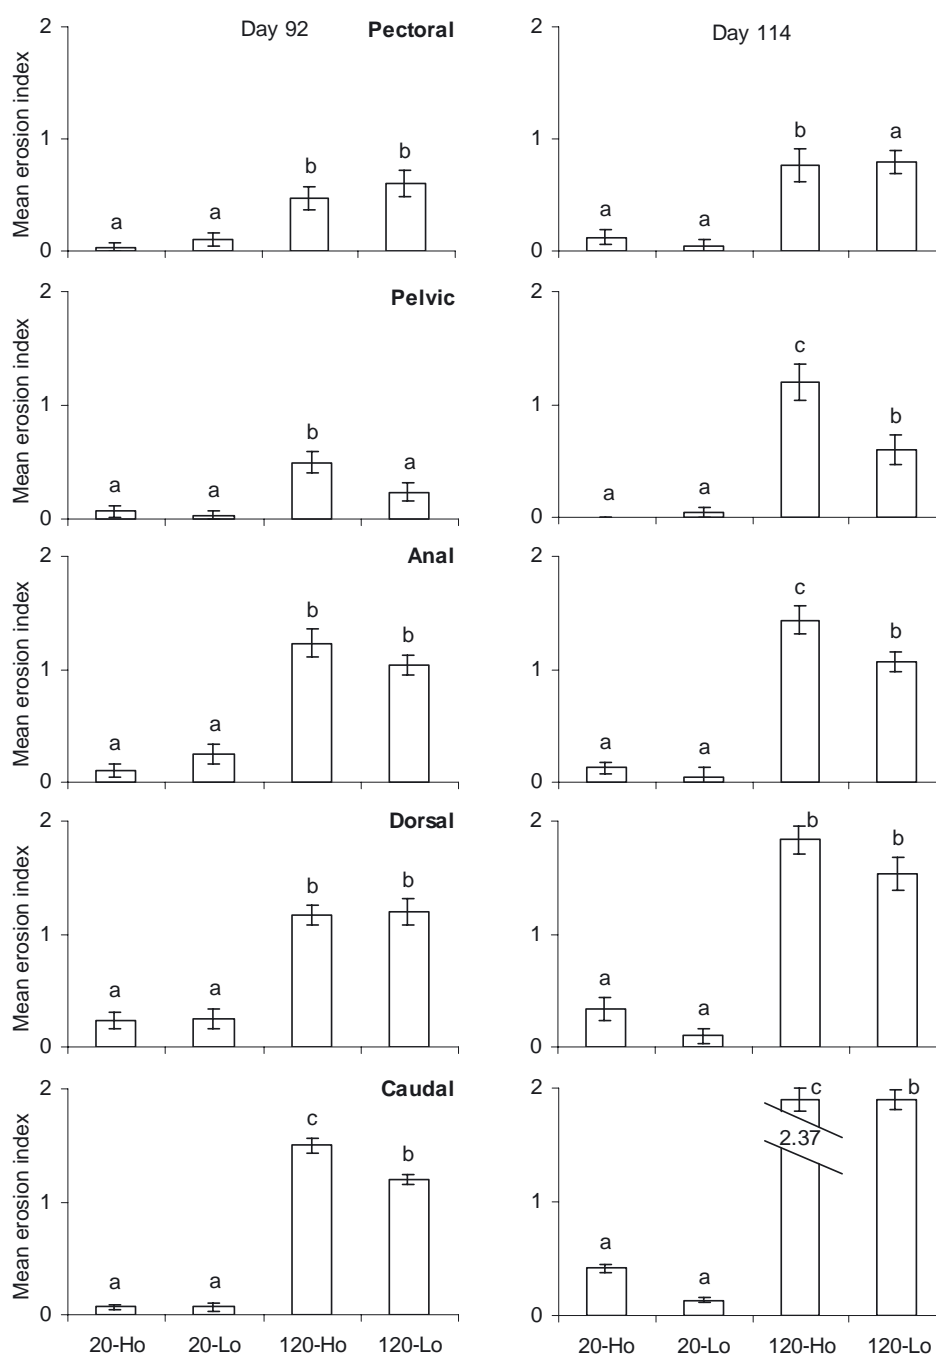 Day 92 Pectoral Day 114
Mean erosion index
2
1
0
a a b b
2
1
0
a a b a
Pelvic
Mean erosion index
2
1
0
a a b a
2
1
0
a a c b
Anal
Mean erosion index
2
1
0
a a b b
2
1
0
a a c b
Dorsal
Mean erosion index
2
1
0
a a b b
2
1
0
a a b b
Caudal
Mean erosion index
2
1
0
a a c b
2
1
0
a a c b
2.37
20-Ho 20-Lo 120-Ho 120-Lo 20-Ho 20-Lo 120-Ho 120-Lo